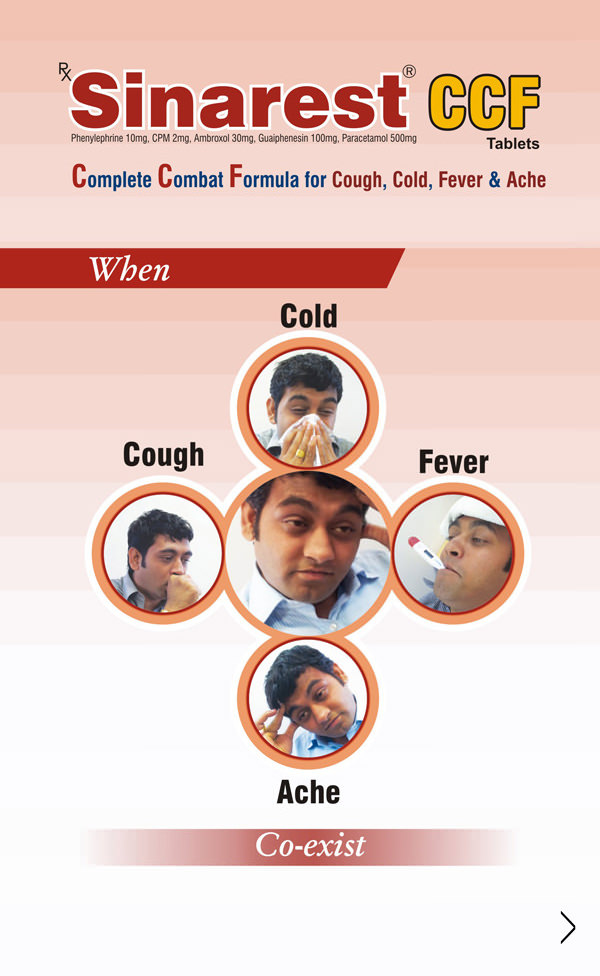 Rx Sinarest® CCF
Phenylephrine 10mg, CPM 2mg, Ambroxol 30mg, Guaiphenesin 100mg, Paracetamol 500mg
Tablets
Complete Combat Formula for Cough, Cold, Fever & Ache
When
Cold
Cough
Fever
Ache
Co-exist